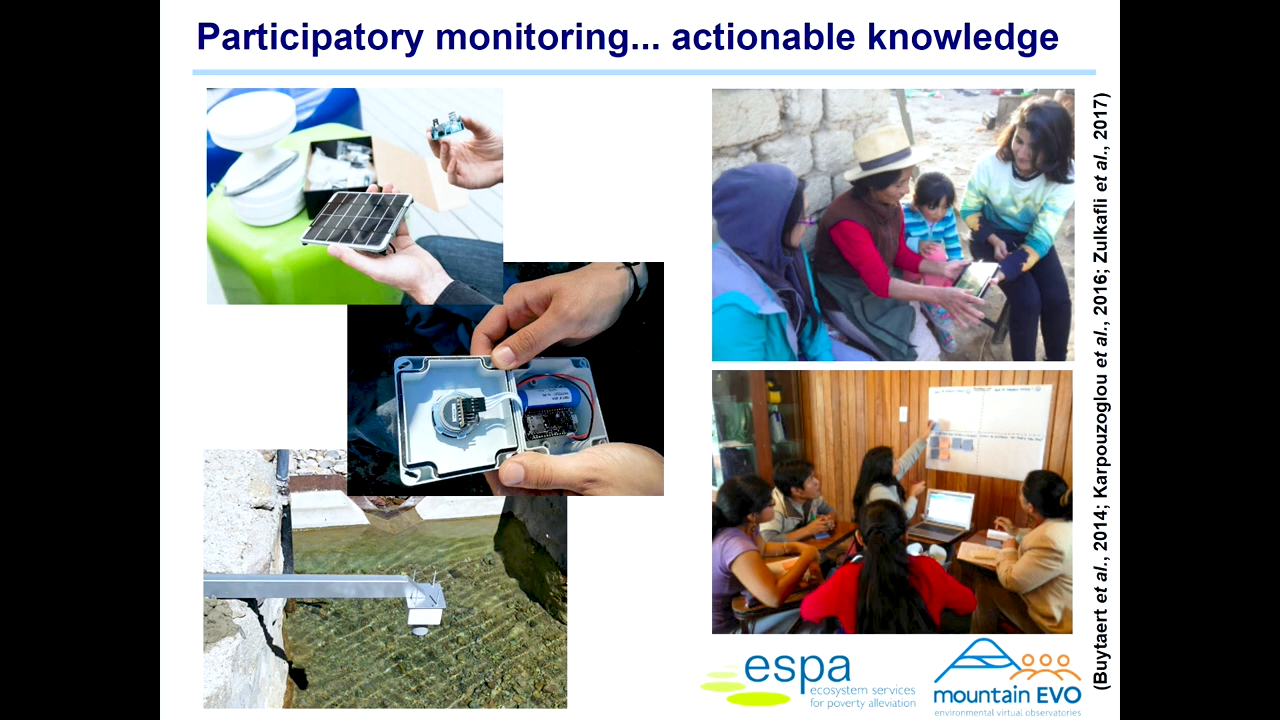 Participatory monitoring... actionable knowledge
(Buytaert et al., 2014; Karpouzoglou et al., 2016; Zulkafli et al., 2017)
espa
ecosystem services
for poverty alleviation
mountain EVO
environmental virtual observatories